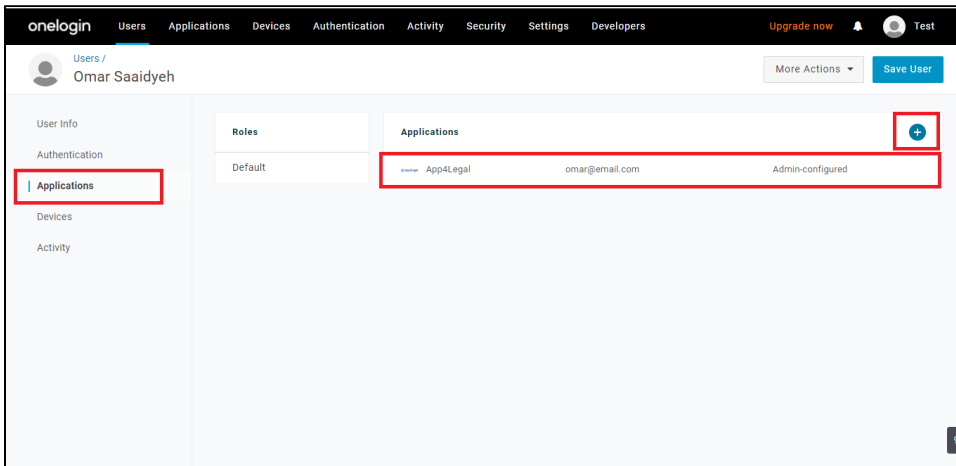 onelogin Users Applications Devices Authentication Activity Security Settings Developers Upgrade now Test
Users /
Omar Saaidyeh
More Actions
Save User
User Info
Authentication
Applications
Devices
Activity
Roles
Default
Applications
App4Legal omar@email.com Admin-configured